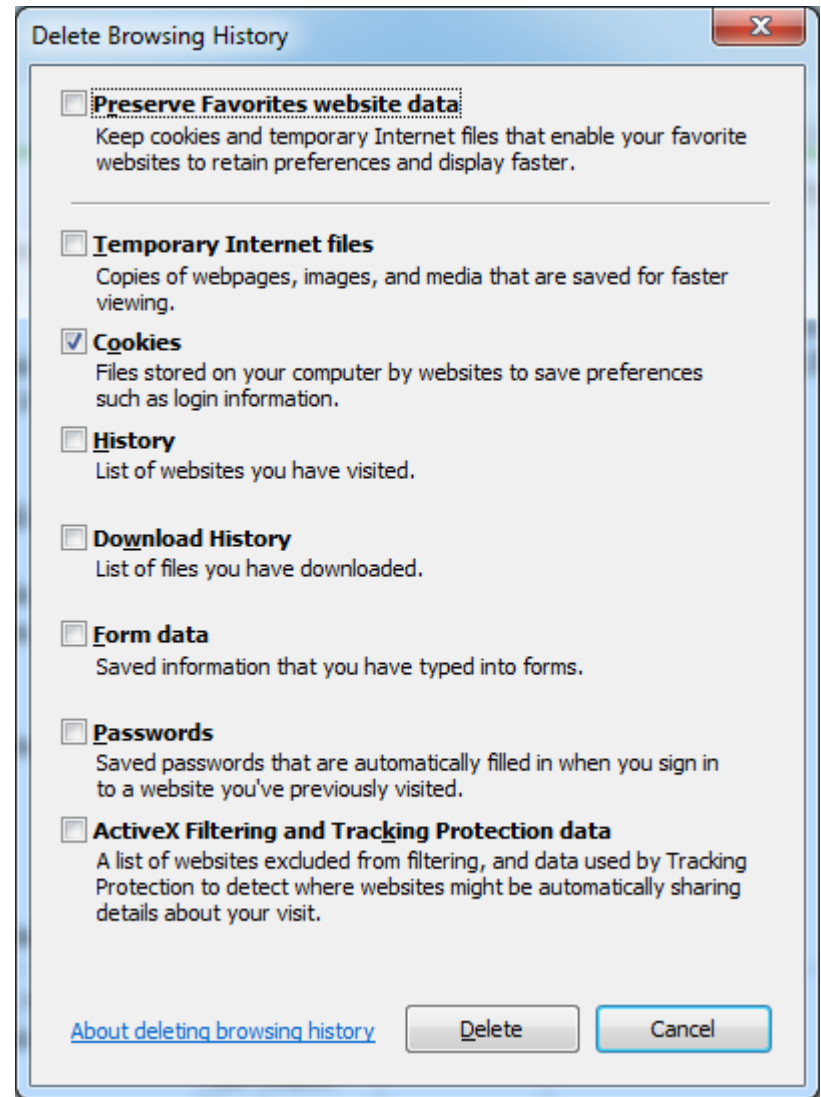 Delete Browsing History
Preserve Favorites website data
Keep cookies and temporary Internet files that enable your favorite
websites to retain preferences and display faster.
Temporary Internet files
Copies of webpages, images, and media that are saved for faster
viewing.
Cookies
Files stored on your computer by websites to save preferences
such as login information.
History
List of websites you have visited.
Download History
List of files you have downloaded.
Form data
Saved information that you have typed into forms.
Passwords
Saved passwords that are automatically filled in when you sign in
to a website you've previously visited.
ActiveX Filtering and Tracking Protection data
A list of websites excluded from filtering, and data used by Tracking
Protection to detect where websites might be automatically sharing
details about your visit.
About deleting browsing history Delete Cancel